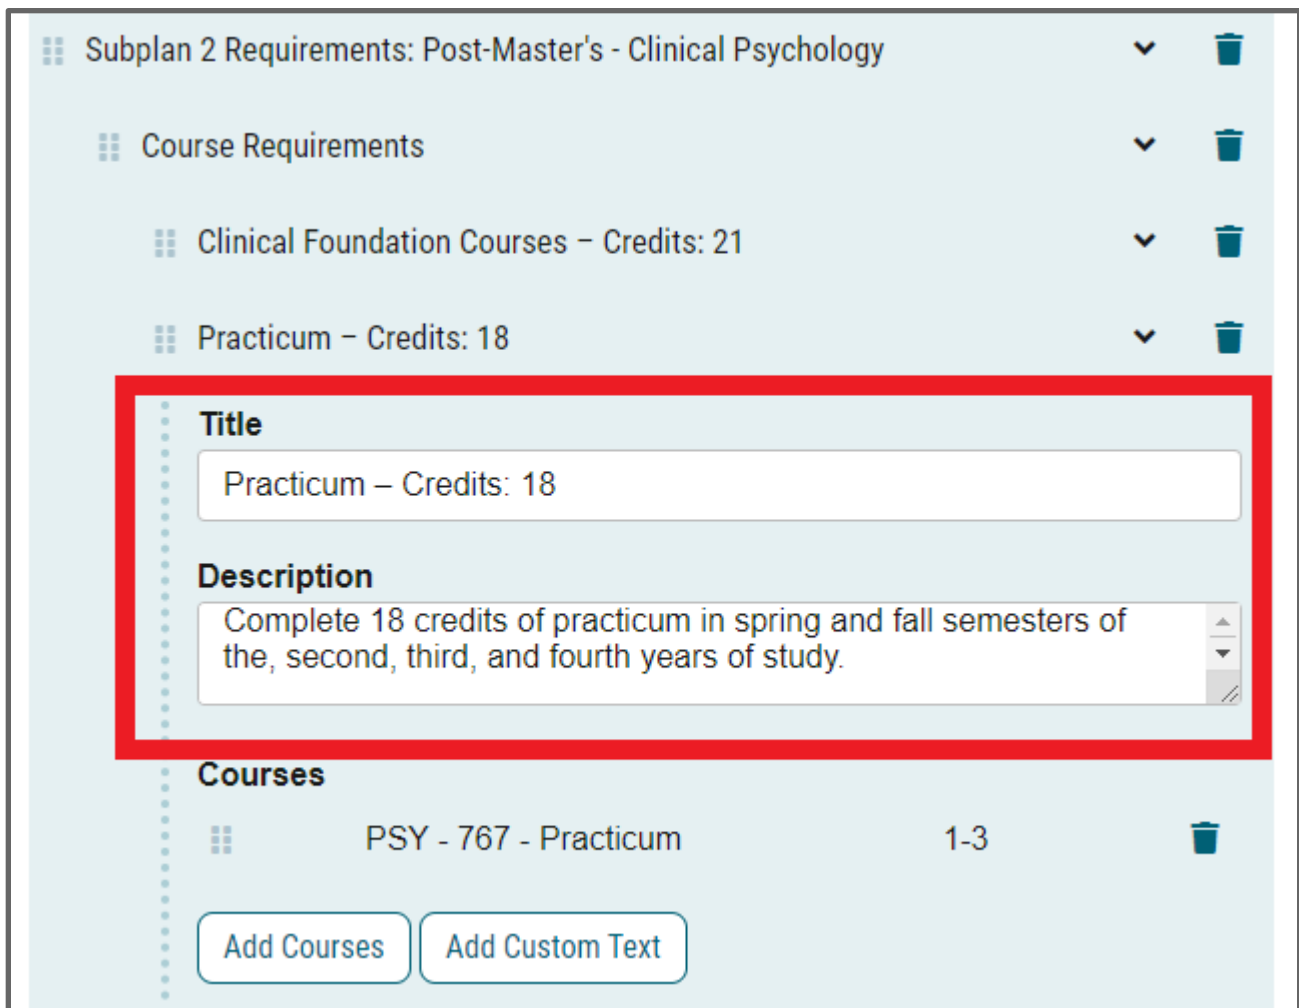 Subplan 2 Requirements: Post-Master's - Clinical Psychology
Course Requirements
Clinical Foundation Courses – Credits: 21
Practicum – Credits: 18
Title
Practicum – Credits: 18
Description
Complete 18 credits of practicum in spring and fall semesters of
the, second, third, and fourth years of study.
Courses
PSY - 767 - Practicum 1-3
Add Courses Add Custom Text